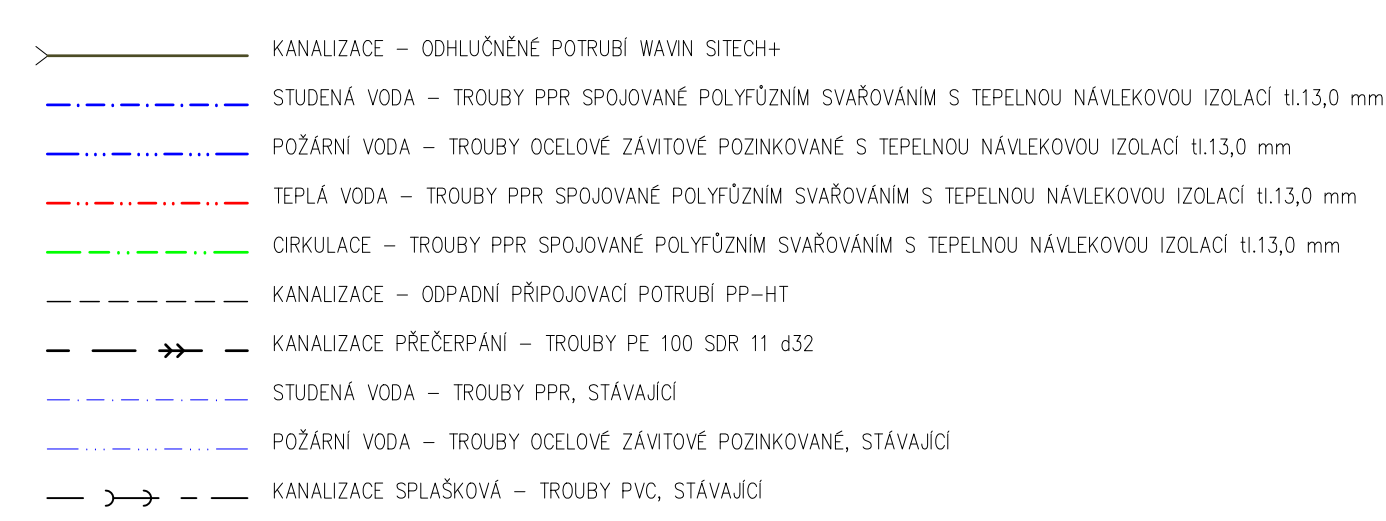 KANALIZACE – ODHLUČNĚNÉ POTRUBÍ WAVIN SITECH+
STUDENÁ VODA – TROUBY PPR SPOJOVANÉ POLYFŮZNÍM SVAŘOVÁNÍM S TEPELNOU NÁVLEKOVOU IZOLACÍ tl.13,0 mm
POŽÁRNÍ VODA – TROUBY OCELOVÉ ZÁVITOVÉ POZINKOVANÉ S TEPELNOU NÁVLEKOVOU IZOLACÍ tl.13,0 mm
TEPLÁ VODA – TROUBY PPR SPOJOVANÉ POLYFŮZNÍM SVAŘOVÁNÍM S TEPELNOU NÁVLEKOVOU IZOLACÍ tl.13,0 mm
CIRKULACE – TROUBY PPR SPOJOVANÉ POLYFŮZNÍM SVAŘOVÁNÍM S TEPELNOU NÁVLEKOVOU IZOLACÍ tl.13,0 mm
KANALIZACE – ODPADNÍ PŘIPOJOVACÍ POTRUBÍ PP–HT
KANALIZACE PŘEČERPÁNÍ – TROUBY PE 100 SDR 11 d32
STUDENÁ VODA – TROUBY PPR, STÁVAJÍCÍ
POŽÁRNÍ VODA – TROUBY OCELOVÉ ZÁVITOVÉ POZINKOVANÉ, STÁVAJÍCÍ
KANALIZACE SPLAŠKOVÁ – TROUBY PVC, STÁVAJÍCÍ